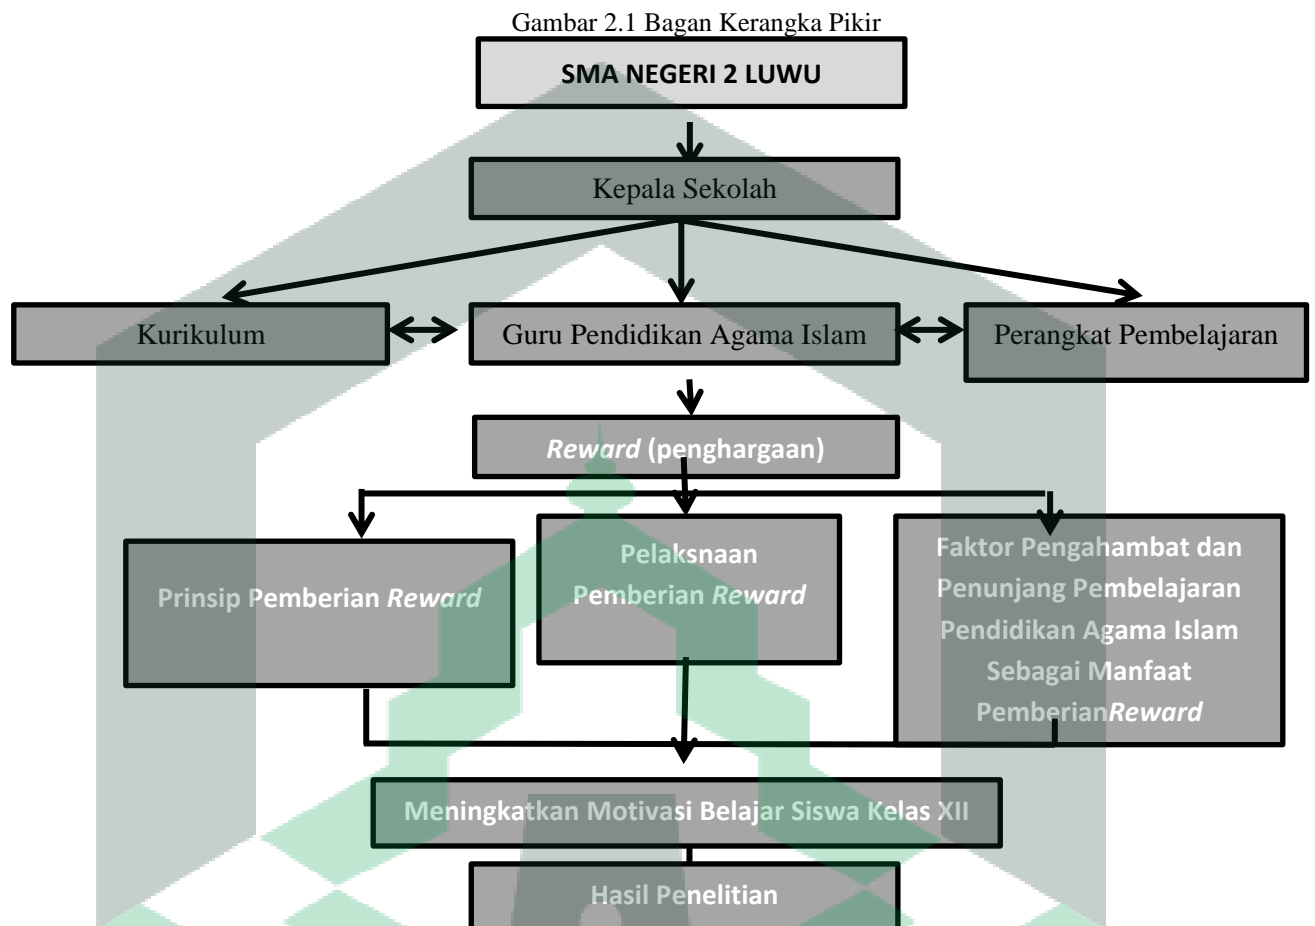 Gambar 2.1 Bagan Kerangka Pikir
SMA NEGERI 2 LUWU
Kepala Sekolah
Kurikulum
Guru Pendidikan Agama Islam
Perangkat Pembelajaran
Reward (penghargaan)
Prinsip Pemberian Reward
Pelaksnaan
Pemberian Reward
Faktor Pengahambat dan
Penunjang Pembelajaran
Pendidikan Agama Islam
Sebagai Manfaat
PemberianReward
Meningkatkan Motivasi Belajar Siswa Kelas XII
Hasil Penelitian